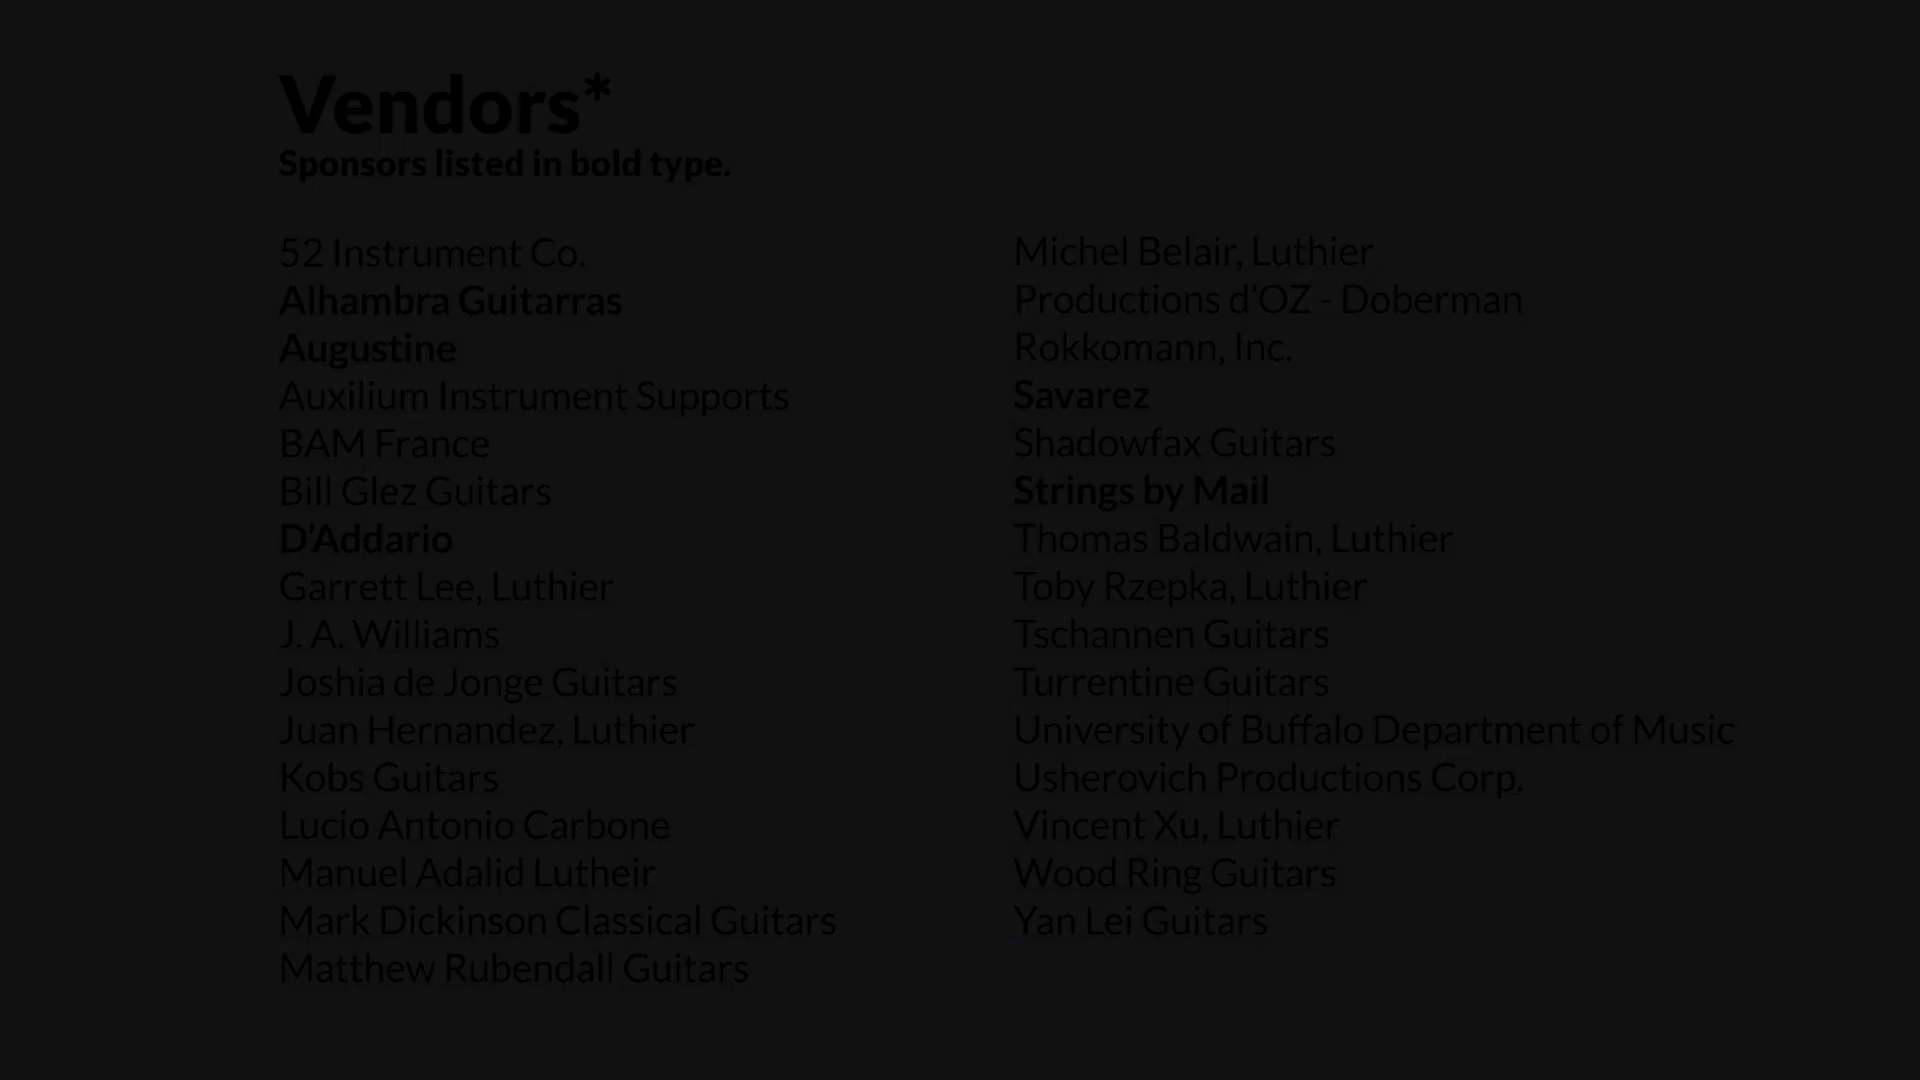 Vendors*
Sponsors listed in bold type.
52 Instrument Co.
Alhambra Guitarras
Augustine
Auxilium Instrument Supports
BAM France
Bill Glez Guitars
D'Addario
Garrett Lee, Luthier
J. A. Williams
Joshia de Jonge Guitars
Juan Hernandez, Luthier
Kobs Guitars
Lucio Antonio Carbone
Manuel Adalid Lutheir
Mark Dickinson Classical Guitars
Matthew Rubendall Guitars
Michel Belair, Luthier
Productions d’OZ - Doberman
Rokkomann, Inc.
Savarez
Shadowfax Guitars
Strings by Mail
Thomas Baldwain, Luthier
Toby Rzepka, Luthier
Tschannen Guitars
Turrentine Guitars
University of Buffalo Department of Music
Usherovich Productions Corp.
Vincent Xu, Luthier
Wood Ring Guitars
Yan Lei Guitars